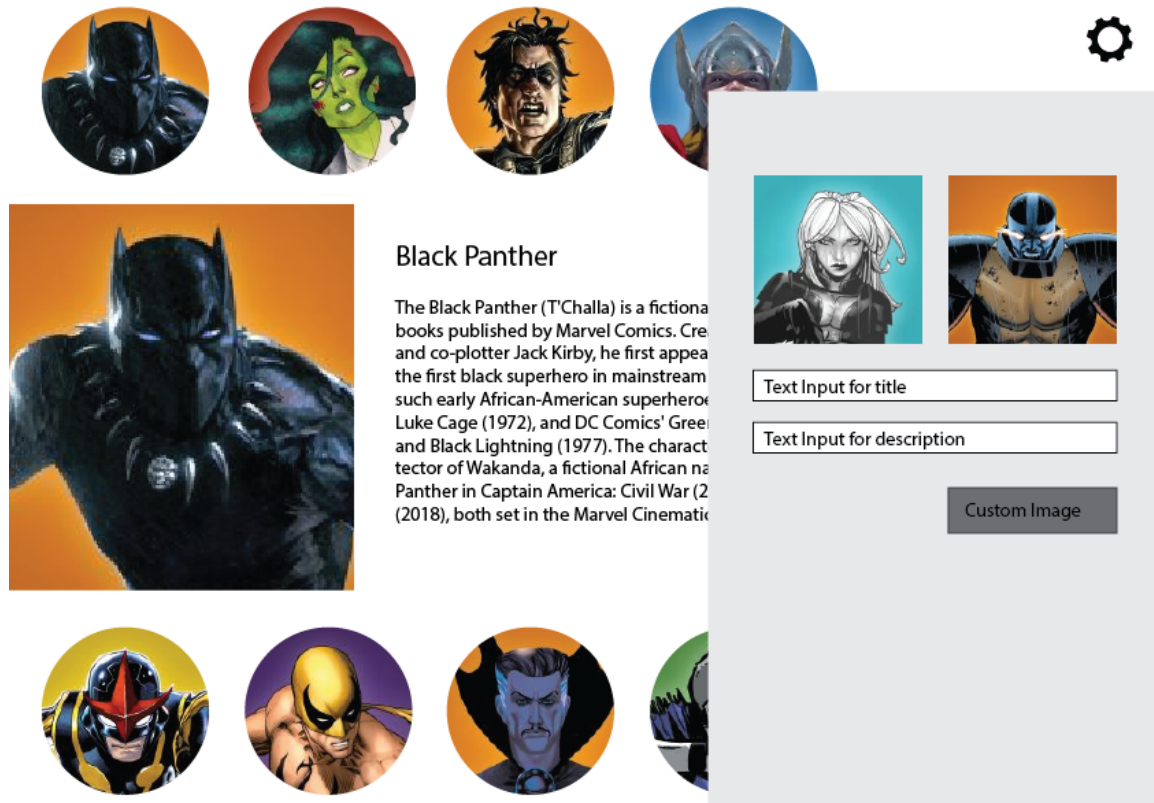 Black Panther
The Black Panther (T'Challa) is a fictiona
books published by Marvel Comics. Cre
and co-plotter Jack Kirby, he first appea
the first black superhero in mainstream
such early African-American superheroe
Luke Cage (1972), and DC Comics' Gree
and Black Lightning (1977). The charact
tector of Wakanda, a fictional African na
Panther in Captain America: Civil War (2
(2018), both set in the Marvel Cinematic
Text Input for title
Text Input for description
Custom Image